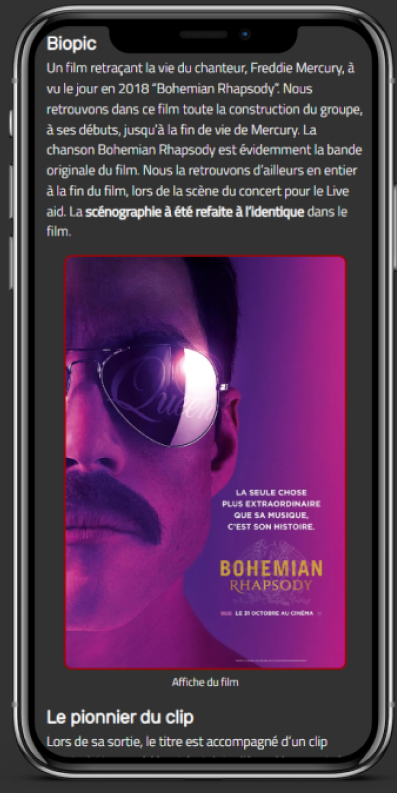 Biopic
Un film retraçant la vie du chanteur, Freddie Mercury, à
vu le jour en 2018 “Bohemian Rhapsody”. Nous
retrouvons dans ce film toute la construction du groupe,
à ses débuts, jusqu'à la fin de vie de Mercury. La
chanson Bohemian Rhapsody est évidemment la bande
originale du film. Nous la retrouvons d'ailleurs en entier
à la fin du film, lors de la scène du concert pour le Live
aid. La scénographie à été refaite à l'identique dans le
film.
Queen
LA SEULE CHOSE
PLUS EXTRAORDINAIRE
QUE SA MUSIQUE,
C'EST SON HISTOIRE.
BOHEMIAN
RHAPSODY
LE 31 OCTOBRE AU CINÉMA
Affiche du film
Le pionnier du clip
Lors de sa sortie, le titre est accompagné d'un clip